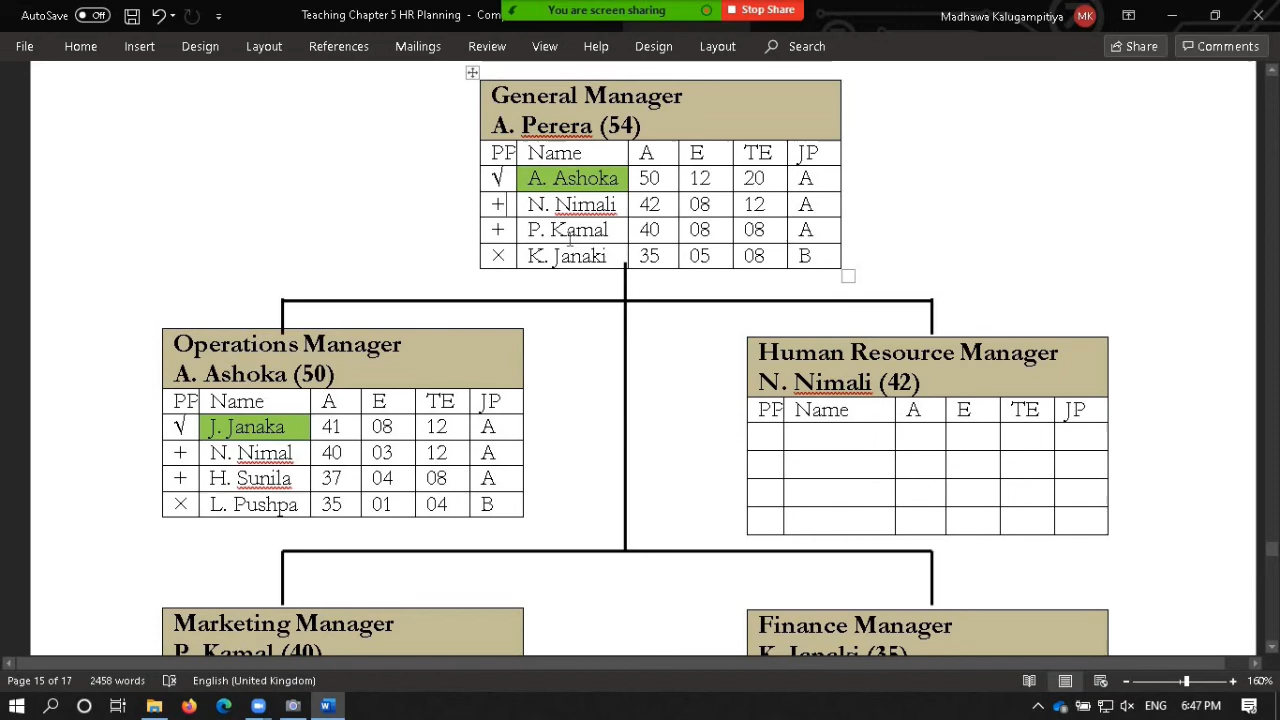 AutoSave Off Teaching Chapter 5 HR Planning - Com You are screen sharing Stop Share Madhawa Kalugampitiya MK
File Home Insert Design Layout References Mailings Review View Help Design Layout Search Share Comments
General Manager
A. Perera (54)
PP Name A E TE JP
√ A. Ashoka 50 12 20 A
+ N. Nimali 42 08 12 A
+ P. Kamal 40 08 08 A
× K. Janaki 35 05 08 B
Operations Manager
A. Ashoka (50)
PP Name A E TE JP
√ J. Janaka 41 08 12 A
+ N. Nimal 40 03 12 A
+ H. Sunila 37 04 08 A
× L. Pushpa 35 01 04 B
Human Resource Manager
N. Nimali (42)
PP Name A E TE JP
Marketing Manager
P. Kamal (40)
Finance Manager
K. Janaki (35)
Page 15 of 17 2458 words English (United Kingdom) 160%
ENG 6:47 PM